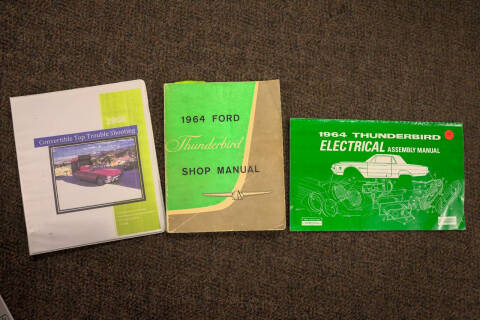 Convertible Top Trouble Shooting
1964 FORD
Thunderbird
SHOP MANUAL
1964 THUNDERBIRD
ELECTRICAL ASSEMBLY MANUAL